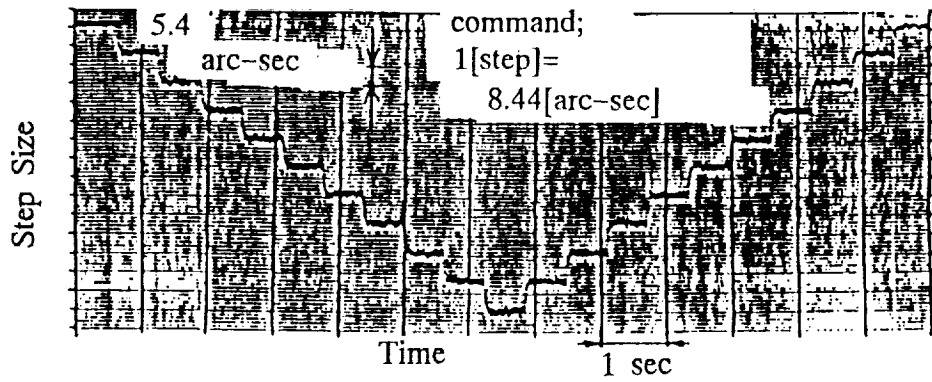 5.4
arc-sec
command;
1[step]=
8.44[arc-sec]
Step Size
Time
1 sec